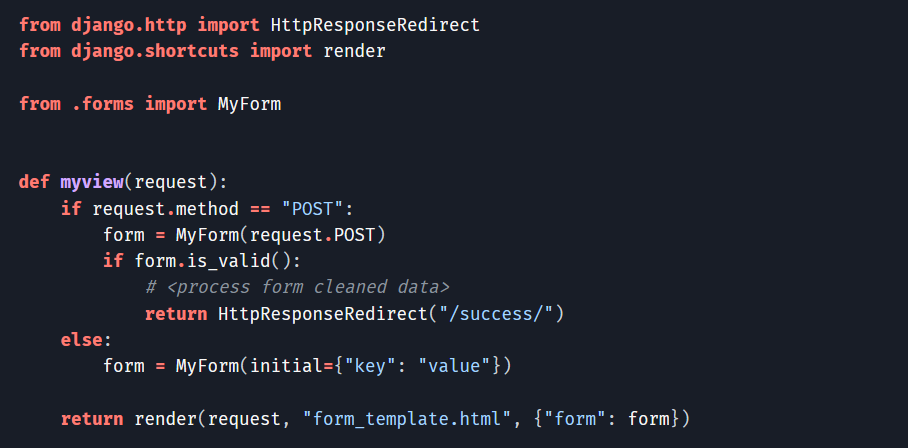 from django.http import HttpResponseRedirect
from django.shortcuts import render

from .forms import MyForm


def myview(request):
    if request.method == "POST":
        form = MyForm(request.POST)
        if form.is_valid():
            # <process form cleaned data>
            return HttpResponseRedirect("/success/")
    else:
        form = MyForm(initial={"key": "value"})

    return render(request, "form_template.html", {"form": form})